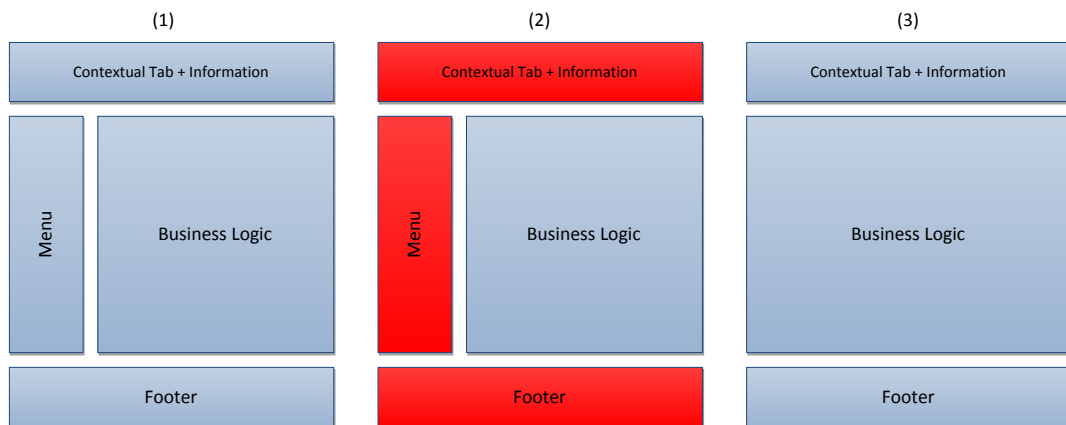 (1)
(2)
(3)
Contextual Tab + Information
Contextual Tab + Information
Contextual Tab + Information
Menu
Business Logic
Menu
Business Logic
Business Logic
Footer
Footer
Footer